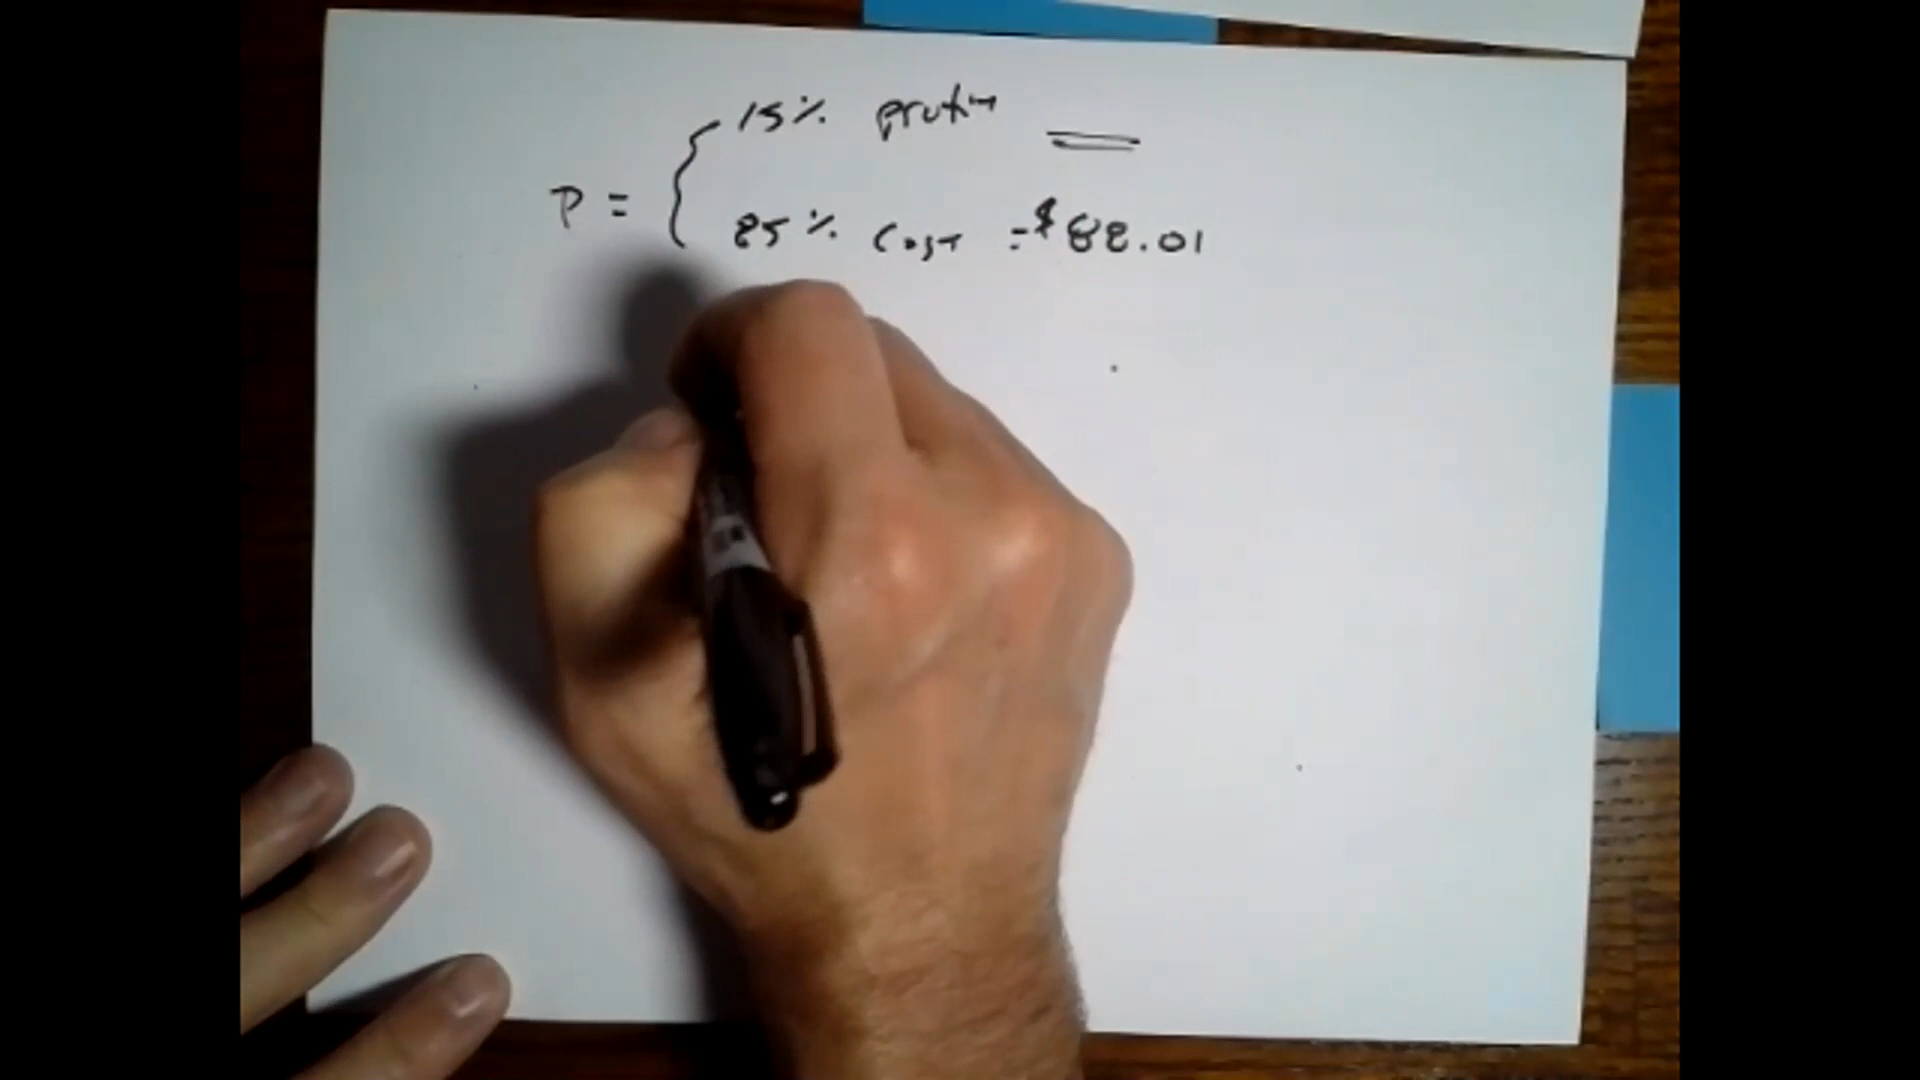 15% profit
P =
85% Cost = $88.01